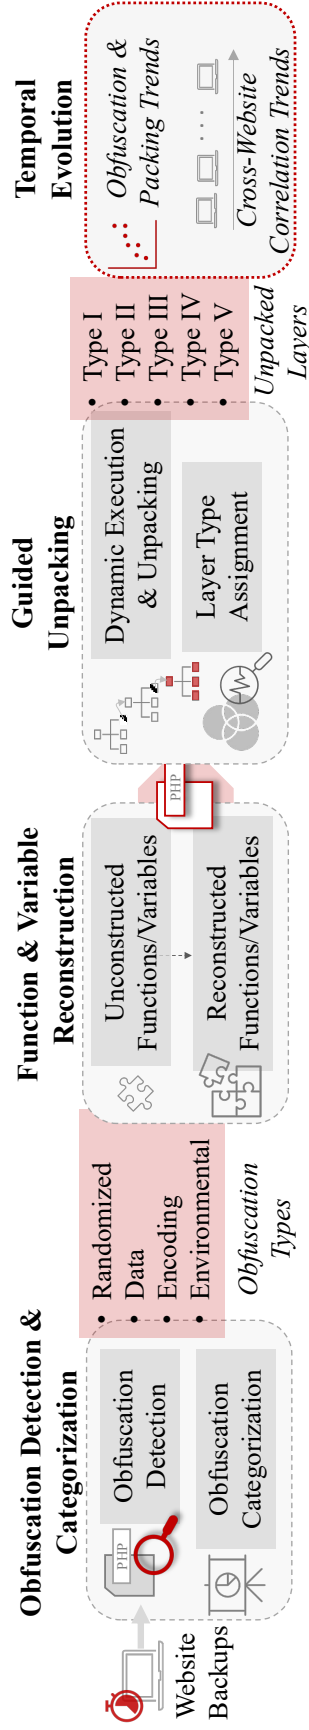 Obfuscation Detection &
Categorization
Website
Backups
PHP
Obfuscation
Detection
Obfuscation
Categorization
• Randomized
• Data
• Encoding
• Environmental
Obfuscation
Types
Function & Variable
Reconstruction
Unconstructed
Functions/Variables
Reconstructed
Functions/Variables
PHP
Guided
Unpacking
Dynamic Execution
& Unpacking
Layer Type
Assignment
• Type I
• Type II
• Type III
• Type IV
• Type V
Unpacked
Layers
Temporal
Evolution
Obfuscation &
Packing Trends
Cross-Website
Correlation Trends